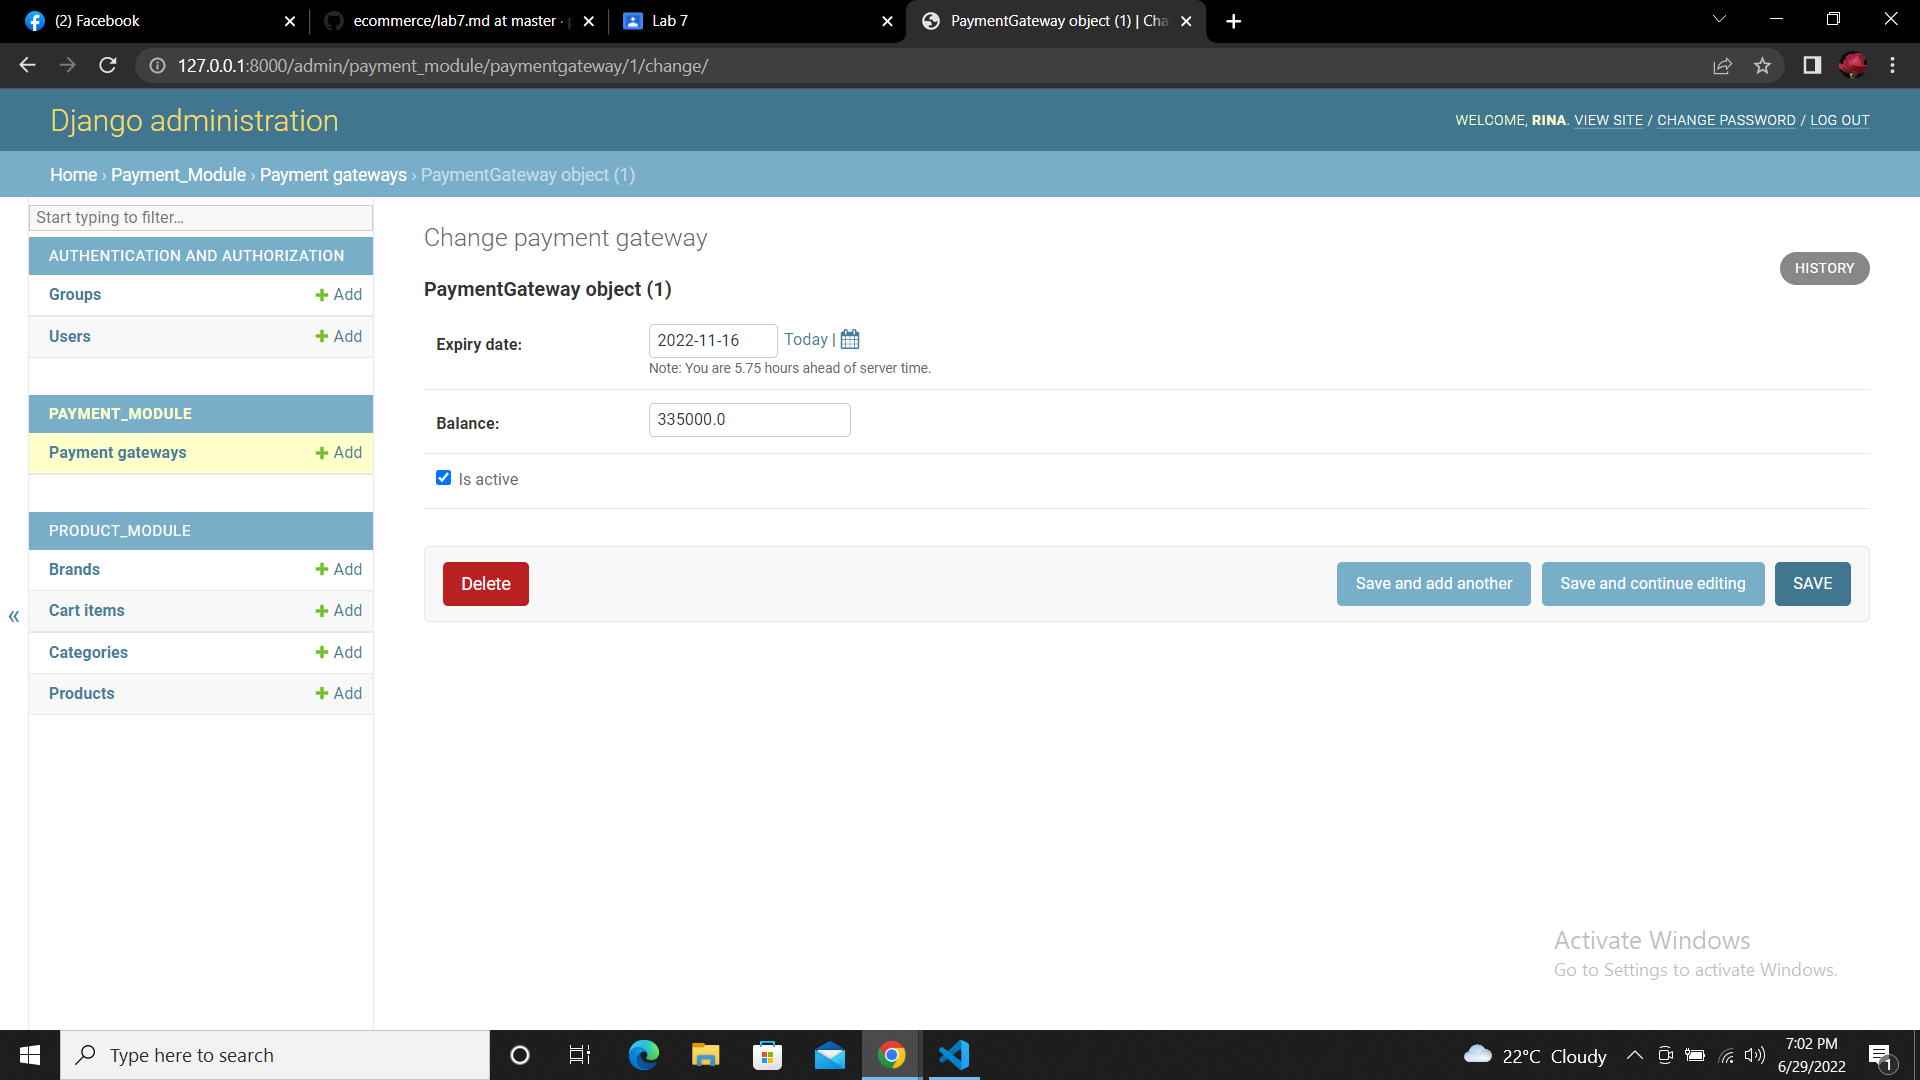 (2) Facebook
ecommerce/lab7.md at master ·
Lab 7
PaymentGateway object (1) | Cha
127.0.0.1:8000/admin/payment_module/paymentgateway/1/change/
Django administration
WELCOME, RINA. VIEW SITE / CHANGE PASSWORD / LOG OUT
Home › Payment_Module › Payment gateways › PaymentGateway object (1)
Start typing to filter...
AUTHENTICATION AND AUTHORIZATION
Groups
Add
Users
Add
PAYMENT_MODULE
Payment gateways
Add
PRODUCT_MODULE
Brands
Add
Cart items
Add
Categories
Add
Products
Add
«
Change payment gateway
HISTORY
PaymentGateway object (1)
Expiry date:
2022-11-16
Today |
Note: You are 5.75 hours ahead of server time.
Balance:
335000.0
Is active
Delete
Save and add another
Save and continue editing
SAVE
Activate Windows
Go to Settings to activate Windows.
Type here to search
22°C Cloudy
7:02 PM
6/29/2022
1